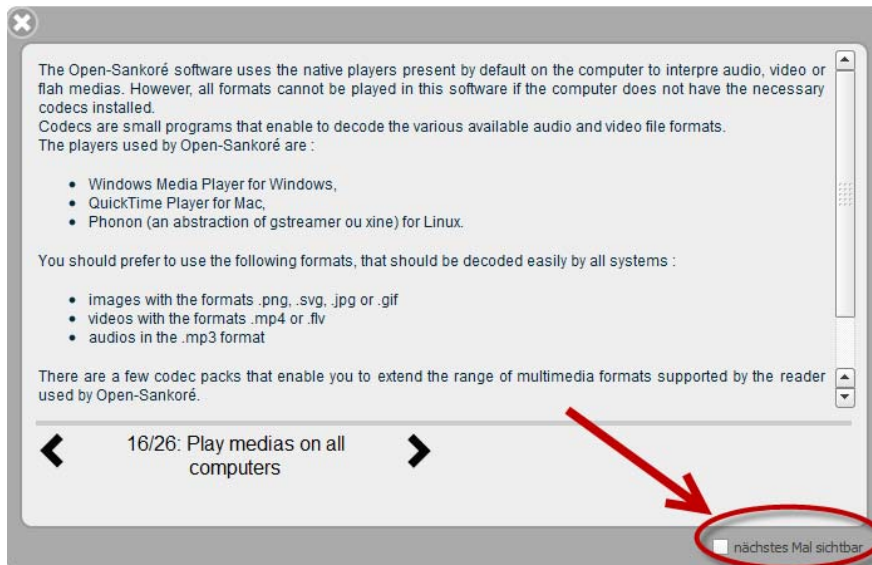 The Open-Sankoré software uses the native players present by default on the computer to interpre audio, video or
flah medias. However, all formats cannot be played in this software if the computer does not have the necessary
codecs installed.
Codecs are small programs that enable to decode the various available audio and video file formats.
The players used by Open-Sankoré are :
• Windows Media Player for Windows,
• QuickTime Player for Mac,
• Phonon (an abstraction of gstreamer ou xine) for Linux.
You should prefer to use the following formats, that should be decoded easily by all systems :
• images with the formats .png, .svg, .jpg or .gif
• videos with the formats .mp4 or .flv
• audios in the .mp3 format
There are a few codec packs that enable you to extend the range of multimedia formats supported by the reader
used by Open-Sankoré.
16/26: Play medias on all
computers
nächstes Mal sichtbar